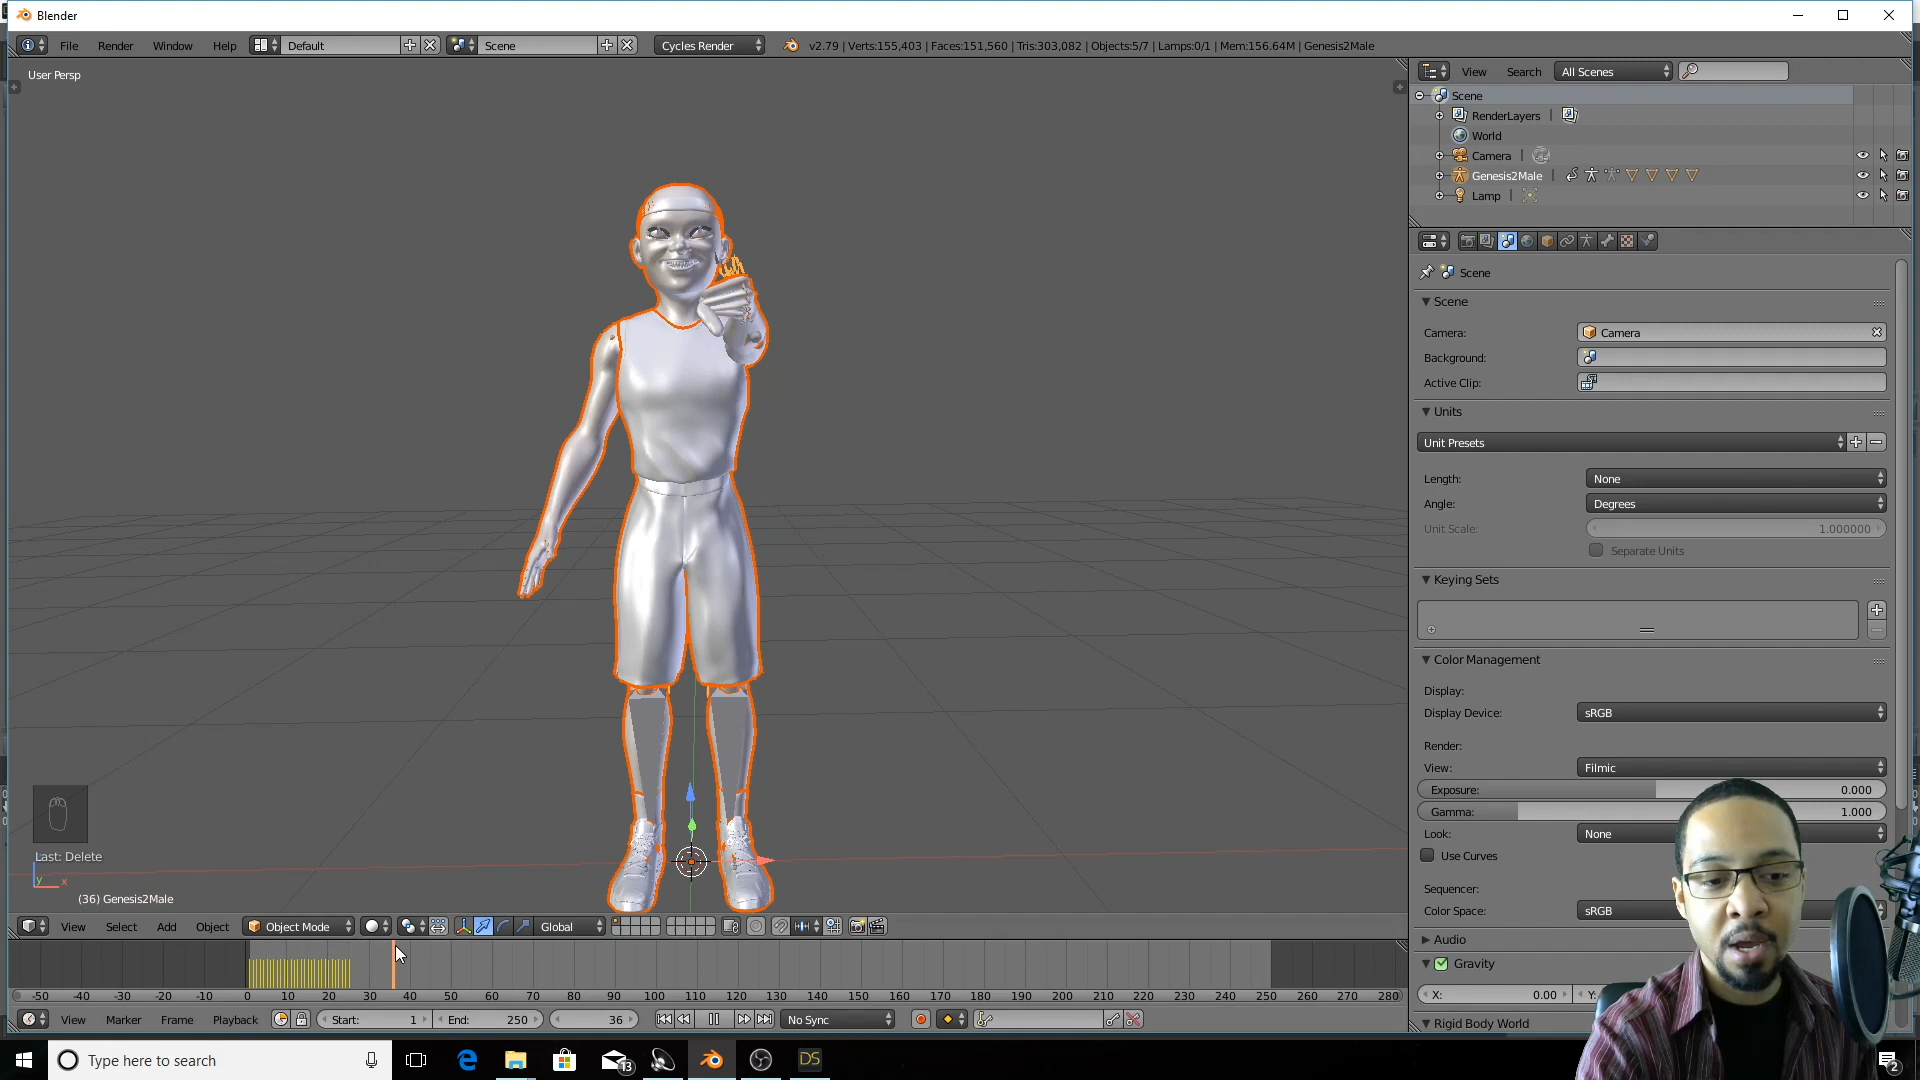 Blender
File Render Window Help Default Scene Cycles Render v2.79 | Verts:155,403 | Faces:151,560 | Tris:303,082 | Objects:5/7 | Lamps:0/1 | Mem:156.64M | Genesis2Male
User Persp
View Search All Scenes
Scene
RenderLayers
World
Camera
Genesis2Male
Lamp
Scene
Scene
Camera: Camera
Background:
Active Clip:
Units
Unit Presets
Length: None
Angle: Degrees
Unit Scale: 1.000000
Separate Units
Keying Sets
Color Management
Display:
Display Device: sRGB
Render:
View: Filmic
Exposure: 0.000
Gamma: 1.000
Look: None
Use Curves
Sequencer:
Color Space: sRGB
Audio
Gravity
X: 0.00 Y:
Rigid Body World
Last: Delete
y x
(36) Genesis2Male
View Select Add Object Object Mode Global
-50 -40 -30 -20 -10 0 10 20 30 40 50 60 70 80 90 100 110 120 130 140 150 160 170 180 190 200 210 220 230 240 250 260 270 280
View Marker Frame Playback Start: 1 End: 250 36 No Sync
Type here to search 13 DS 2